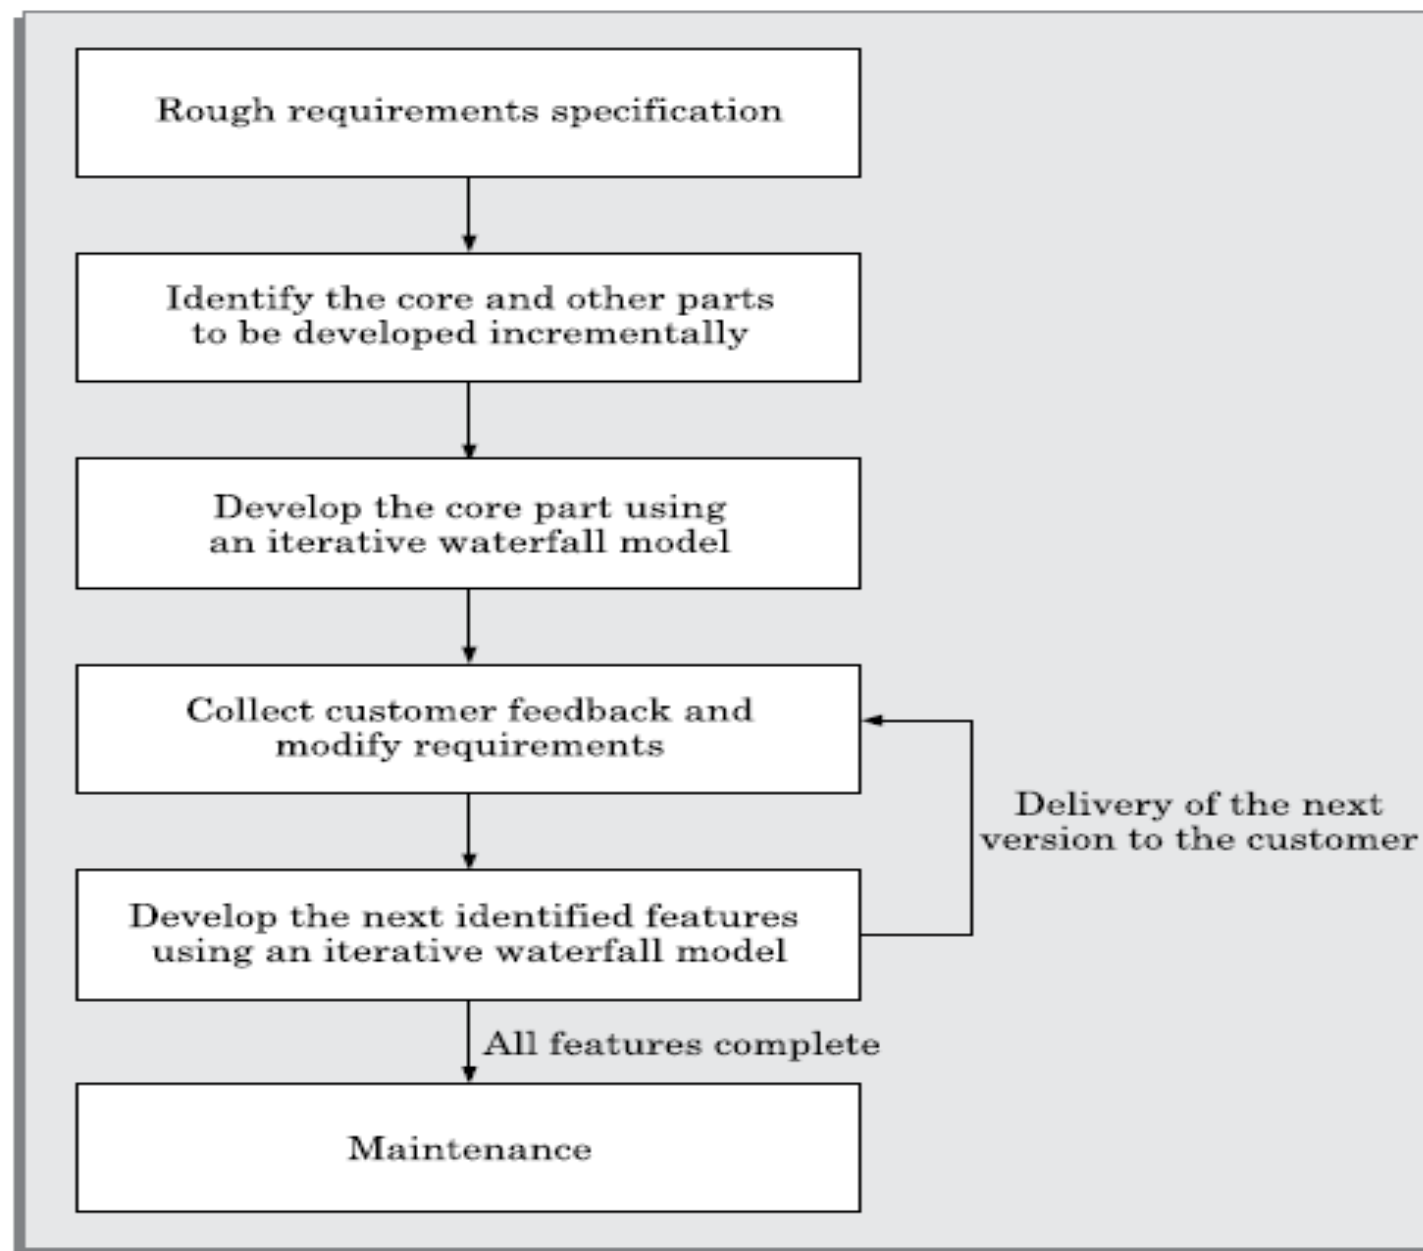 Rough requirements specification
Identify the core and other parts
to be developed incrementally
Develop the core part using
an iterative waterfall model
Collect customer feedback and
modify requirements
Delivery of the next
version to the customer
Develop the next identified features
using an iterative waterfall model
All features complete
Maintenance